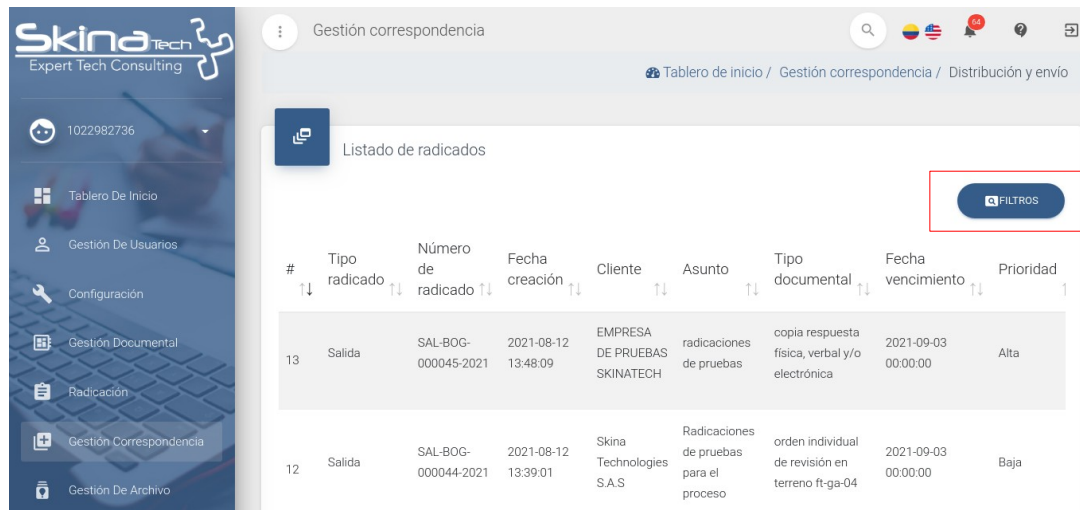 Skina Tech
Expert Tech Consulting
1022982736
Tablero De Inicio
Gestión De Usuarios
Configuración
Gestión Documental
Radicación
Gestión Correspondencia
Gestión De Archivo
Gestión correspondencia
64
Tablero de inicio / Gestión correspondencia / Distribución y envío
Listado de radicados
FILTROS
# Tipo radicado Número de radicado Fecha creación Cliente Asunto Tipo documental Fecha vencimiento Prioridad
13 Salida SAL-BOG-000045-2021 2021-08-12 13:48:09 EMPRESA DE PRUEBAS SKINATECH radicaciones de pruebas copia respuesta física, verbal y/o electrónica 2021-09-03 00:00:00 Alta
12 Salida SAL-BOG-000044-2021 2021-08-12 13:39:01 Skina Technologies S.A.S Radicaciones de pruebas para el proceso orden individual de revisión en terreno ft-ga-04 2021-09-03 00:00:00 Baja